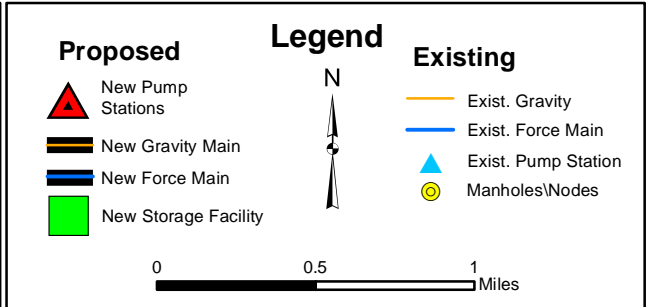 Legend
Proposed
New Pump
Stations
New Gravity Main
New Force Main
New Storage Facility
N
Existing
Exist. Gravity
Exist. Force Main
Exist. Pump Station
Manholes\Nodes
0 0.5 1
Miles